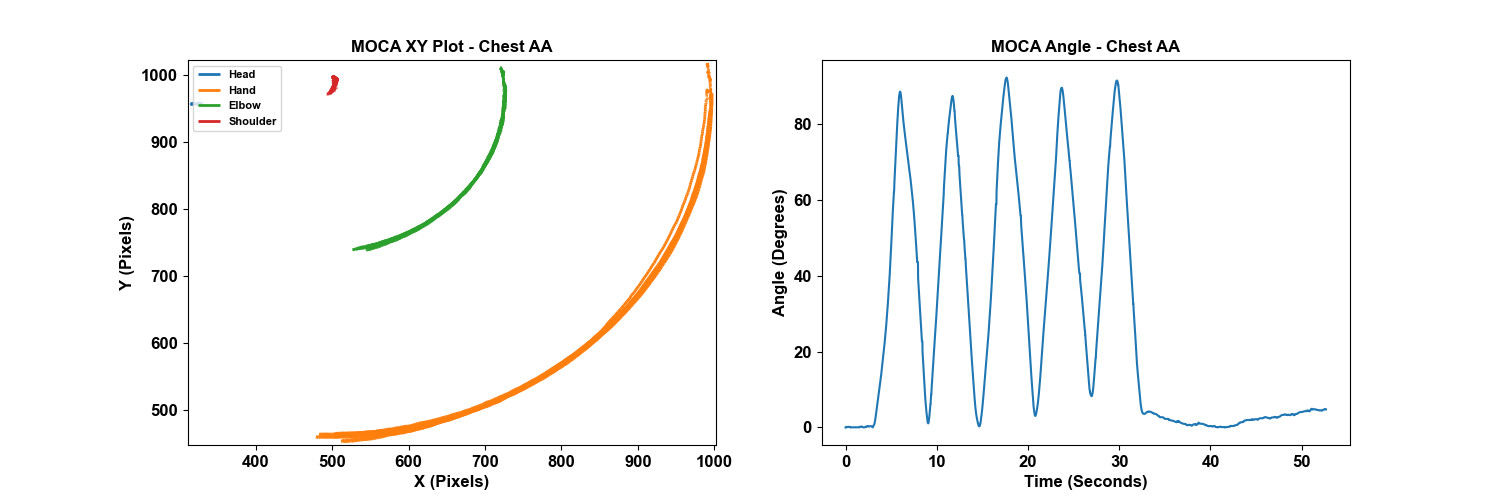 MOCA XY Plot - Chest AA
Y (Pixels)
1000
900
800
700
600
500
Head
Hand
Elbow
Shoulder
400 500 600 700 800 900 1000
X (Pixels)
MOCA Angle - Chest AA
Angle (Degrees)
80
60
40
20
0
0 10 20 30 40 50
Time (Seconds)